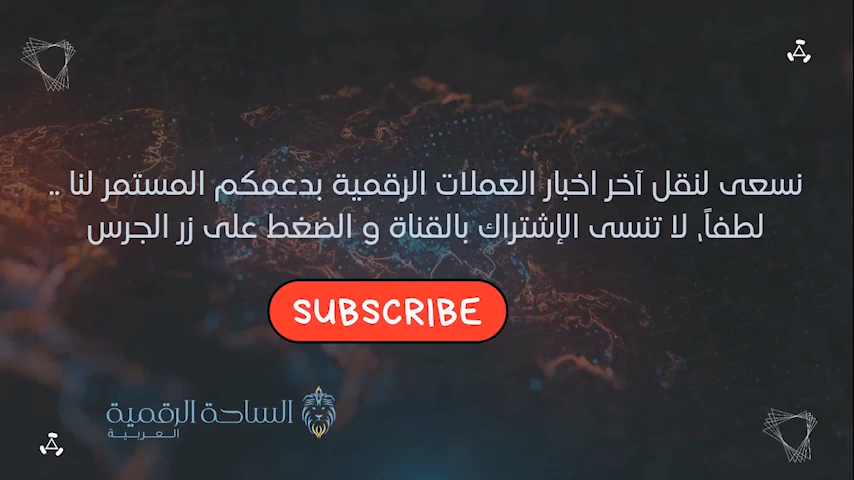 نسعى لنقل آخر اخبار العملات الرقمية بدعمكم المستمر لنا ..
لطفاً، لا تنسى الإشتراك بالقناة و الضغط على زر الجرس
SUBSCRIBE
الساحة الرقمية
العربية